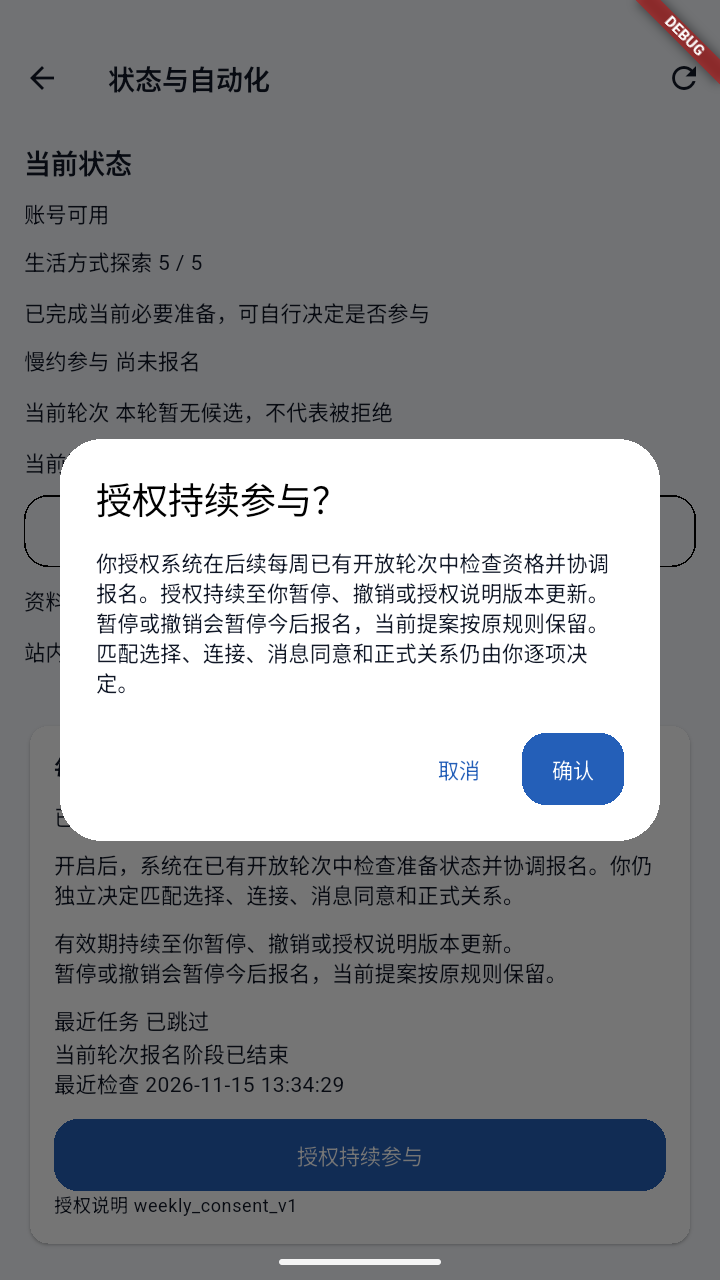 DEBUG
状态与自动化
当前状态
账号可用
生活方式探索 5 / 5
已完成当前必要准备，可自行决定是否参与
慢约参与 尚未报名
当前轮次 本轮暂无候选，不代表被拒绝
当前
授权持续参与？
你授权系统在后续每周已有开放轮次中检查资格并协调
报名。授权持续至你暂停、撤销或授权说明版本更新。
暂停或撤销会暂停今后报名，当前提案按原规则保留。
匹配选择、连接、消息同意和正式关系仍由你逐项决
定。
取消
确认
资料
站内
开启后，系统在已有开放轮次中检查准备状态并协调报名。你仍
独立决定匹配选择、连接、消息同意和正式关系。
有效期持续至你暂停、撤销或授权说明版本更新。
暂停或撤销会暂停今后报名，当前提案按原规则保留。
最近任务 已跳过
当前轮次报名阶段已结束
最近检查 2026-11-15 13:34:29
授权持续参与
授权说明 weekly_consent_v1